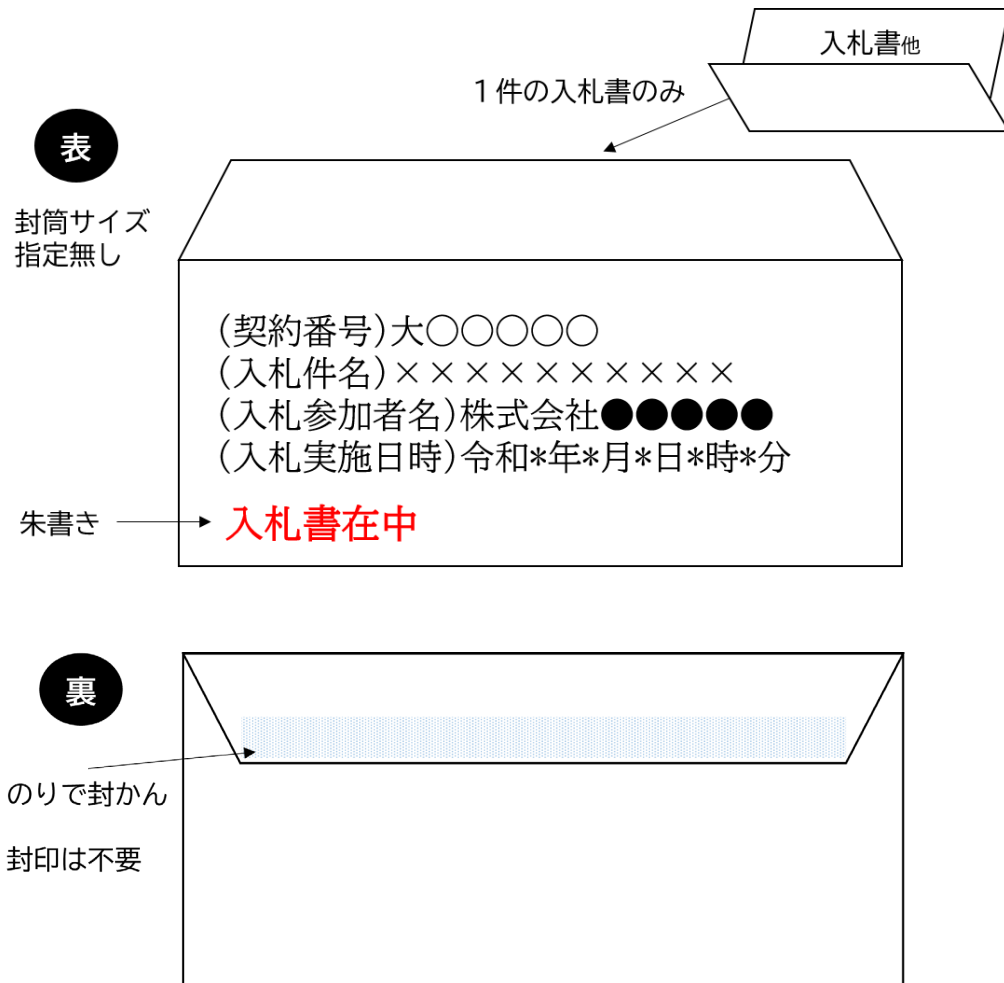 入札書他
1件の入札書のみ
表
封筒サイズ
指定無し
(契約番号)大○○○○○
(入札件名)××××××××××
(入札参加者名)株式会社●●●●●
(入札実施日時)令和*年*月*日*時*分
朱書き
入札書在中
裏
のりで封かん
封印は不要